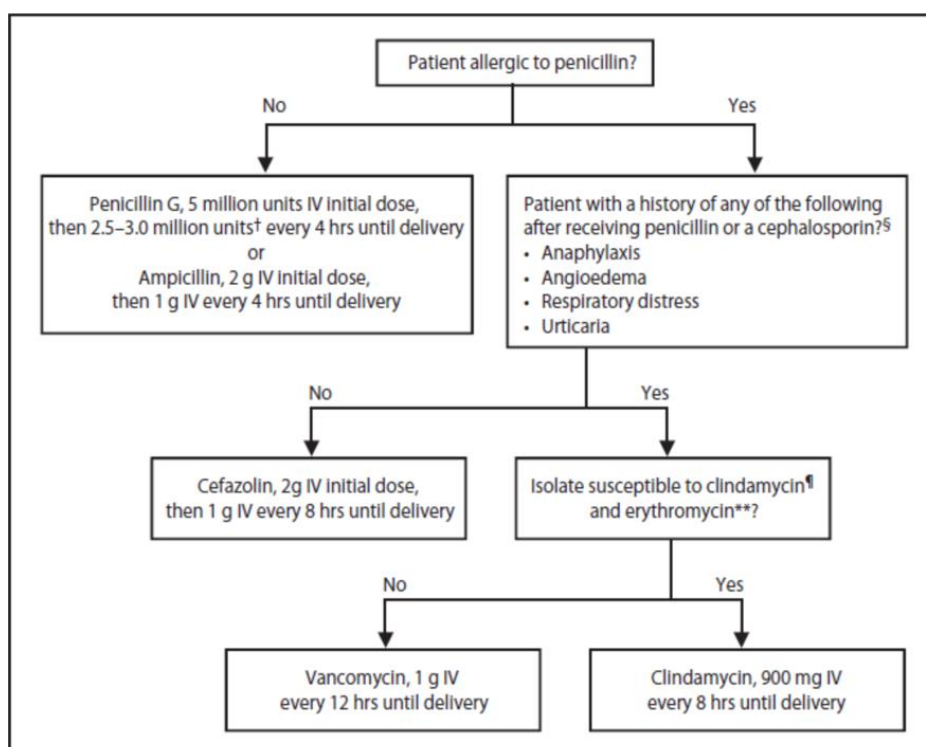 Patient allergic to penicillin?
No
Yes
Penicillin G, 5 million units IV initial dose,
then 2.5–3.0 million units† every 4 hrs until delivery
or
Ampicillin, 2 g IV initial dose,
then 1 g IV every 4 hrs until delivery
Patient with a history of any of the following
after receiving penicillin or a cephalosporin?§
• Anaphylaxis
• Angioedema
• Respiratory distress
• Urticaria
No
Yes
Cefazolin, 2g IV initial dose,
then 1 g IV every 8 hrs until delivery
Isolate susceptible to clindamycin¶
and erythromycin**?
No
Yes
Vancomycin, 1 g IV
every 12 hrs until delivery
Clindamycin, 900 mg IV
every 8 hrs until delivery